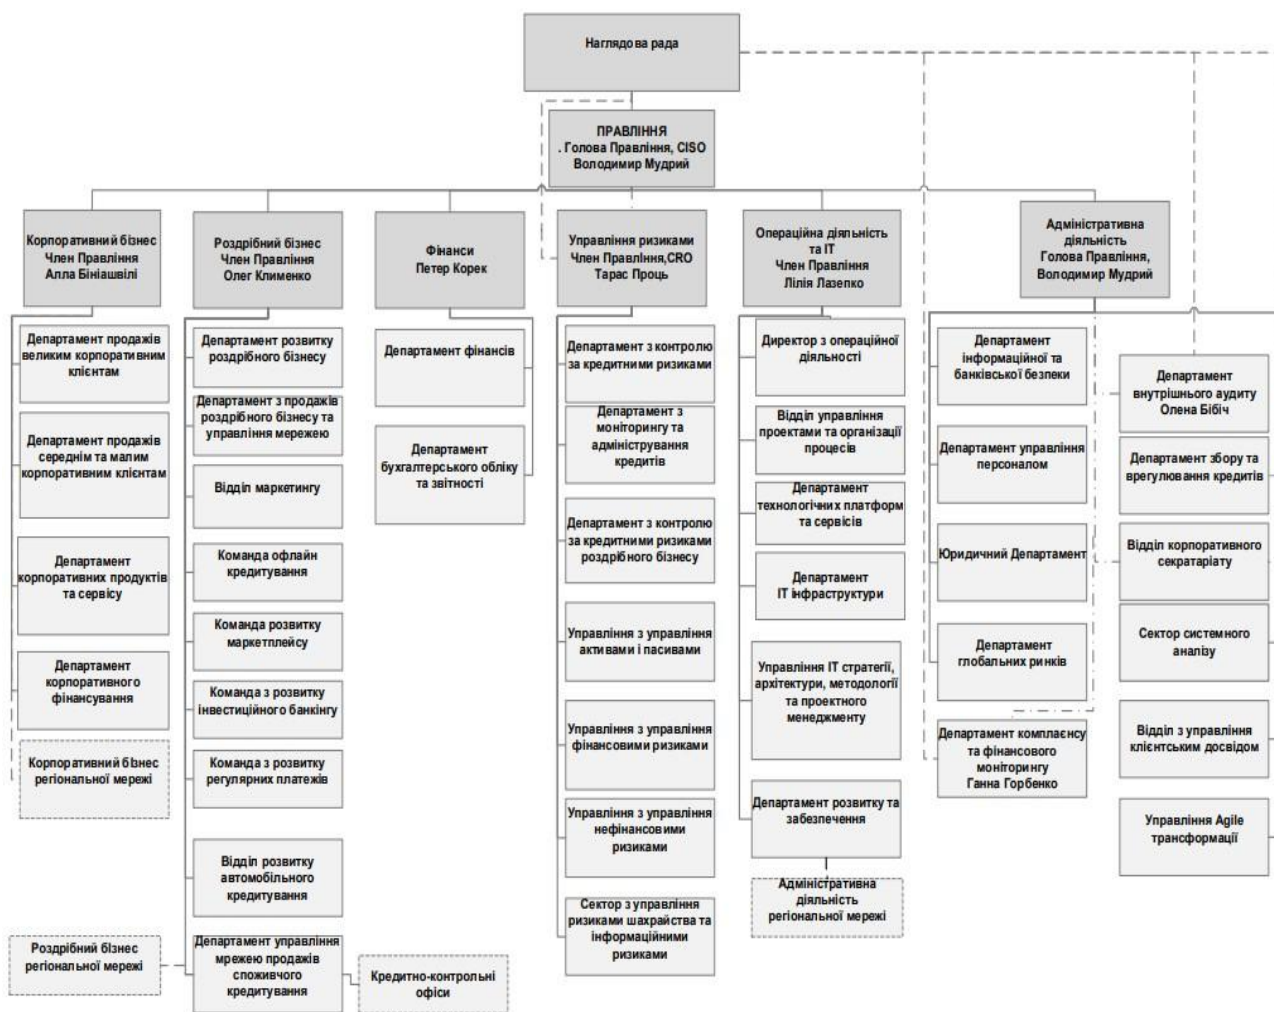 Наглядова рада
ПРАВЛІННЯ
. Голова Правління, CISO
Володимир Мудрий
Корпоративний бізнес
Член Правління
Алла Бініашвілі
Роздрібний бізнес
Член Правління
Олег Клименко
Фінанси
Петер Корек
Управління ризиками
Член Правління,CRO
Тарас Проць
Операційна діяльність
та ІТ
Член Правління
Лілія Лазепко
Адміністративна
діяльність
Голова Правління,
Володимир Мудрий
Департамент продажів
великим корпоративним
клієнтам
Департамент продажів
середнім та малим
корпоративним клієнтам
Департамент
корпоративних продуктів
та сервісу
Департамент
корпоративного
фінансування
Корпоративний бізнес
регіональної мережі
Департамент розвитку
роздрібного бізнесу
Департамент з продажів
роздрібного бізнесу та
управління мережею
Відділ маркетингу
Команда офлайн
кредитування
Команда розвитку
маркетплейсу
Команда з розвитку
інвестиційного банкінгу
Команда з розвитку
регулярних платежів
Відділ розвитку
автомобільного
кредитування
Роздрібний бізнес
регіональної мережі
Департамент управління
мрежею продажів
споживчого
кредитування
Кредитно-контрольні
офіси
Департамент фінансів
Департамент
бухгалтерського обліку
та звітності
Департамент з контролю
за кредитними ризиками
Департамент з
моніторингу та
адміністрування
кредитів
Департамент з контролю
за кредитними ризиками
роздрібного бізнесу
Управління з управління
активами і пасивами
Управління з управління
фінансовими ризиками
Управління з управління
нефінансовими
ризиками
Сектор з управління
ризиками шахрайства та
інформаційними
ризиками
Директор з операційної
діяльності
Відділ управління
проектами та організації
процесів
Департамент
технологічних платформ
та сервісів
Департамент
ІТ інфраструктури
Управління ІТ стратегії,
архітектури, методології
та проектного
менеджменту
Департамент розвитку та
забезпечення
Адміністративна
діяльність
регіональної мережі
Департамент
інформаційної та
банківської безпеки
Департамент управління
персоналом
Юридичний Департамент
Департамент
глобальних ринків
Департамент комплаєнсу
та фінансового
моніторингу
Ганна Горбенко
Департамент
внутрішнього аудиту
Олена Бібіч
Департамент збору та
врегулювання кредитів
Відділ корпоративного
секратаріату
Сектор системного
аналізу
Відділ з управління
клієнтським досвідом
Управління Agile
трансформації